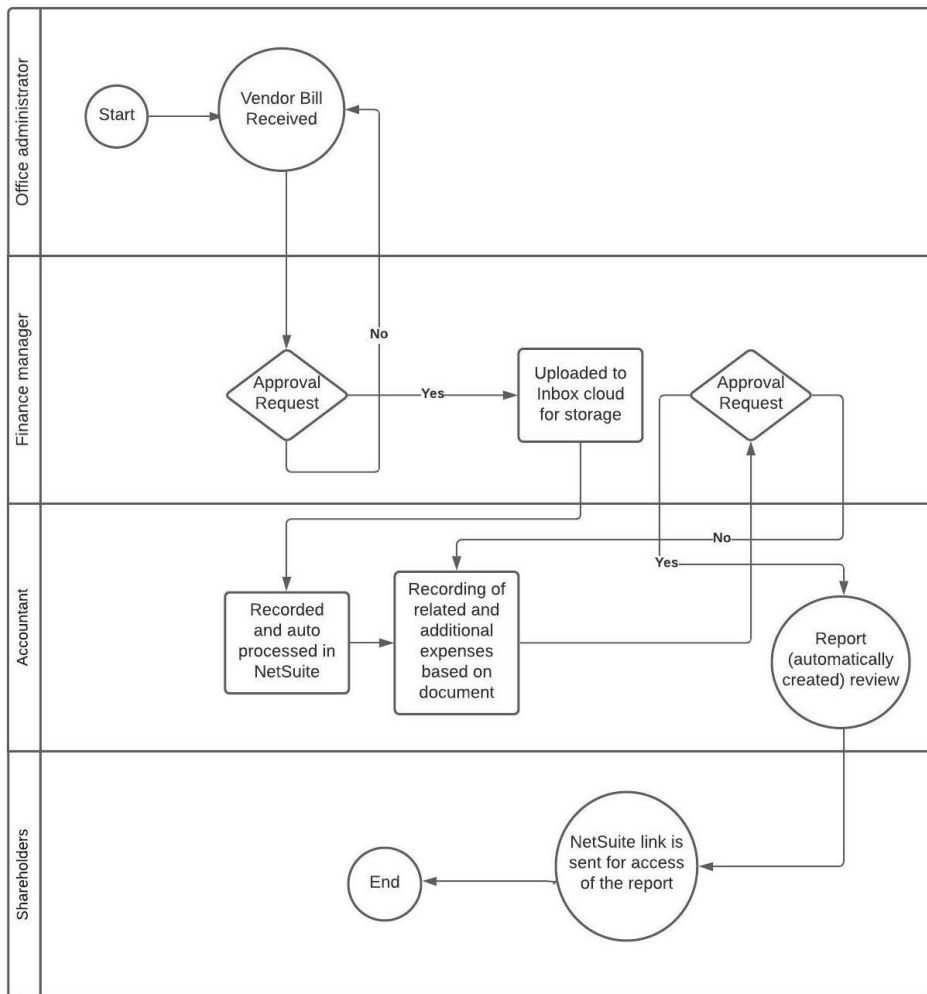 Office administrator
Start
Vendor Bill
Received
Finance manager
No
Approval
Request
Yes
Uploaded to
Inbox cloud
for storage
Approval
Request
Accountant
No
Yes
Recorded
and auto
processed in
NetSuite
Recording of
related and
additional
expenses
based on
document
Report
(automatically
created) review
Shareholders
NetSuite link is
sent for access
of the report
End